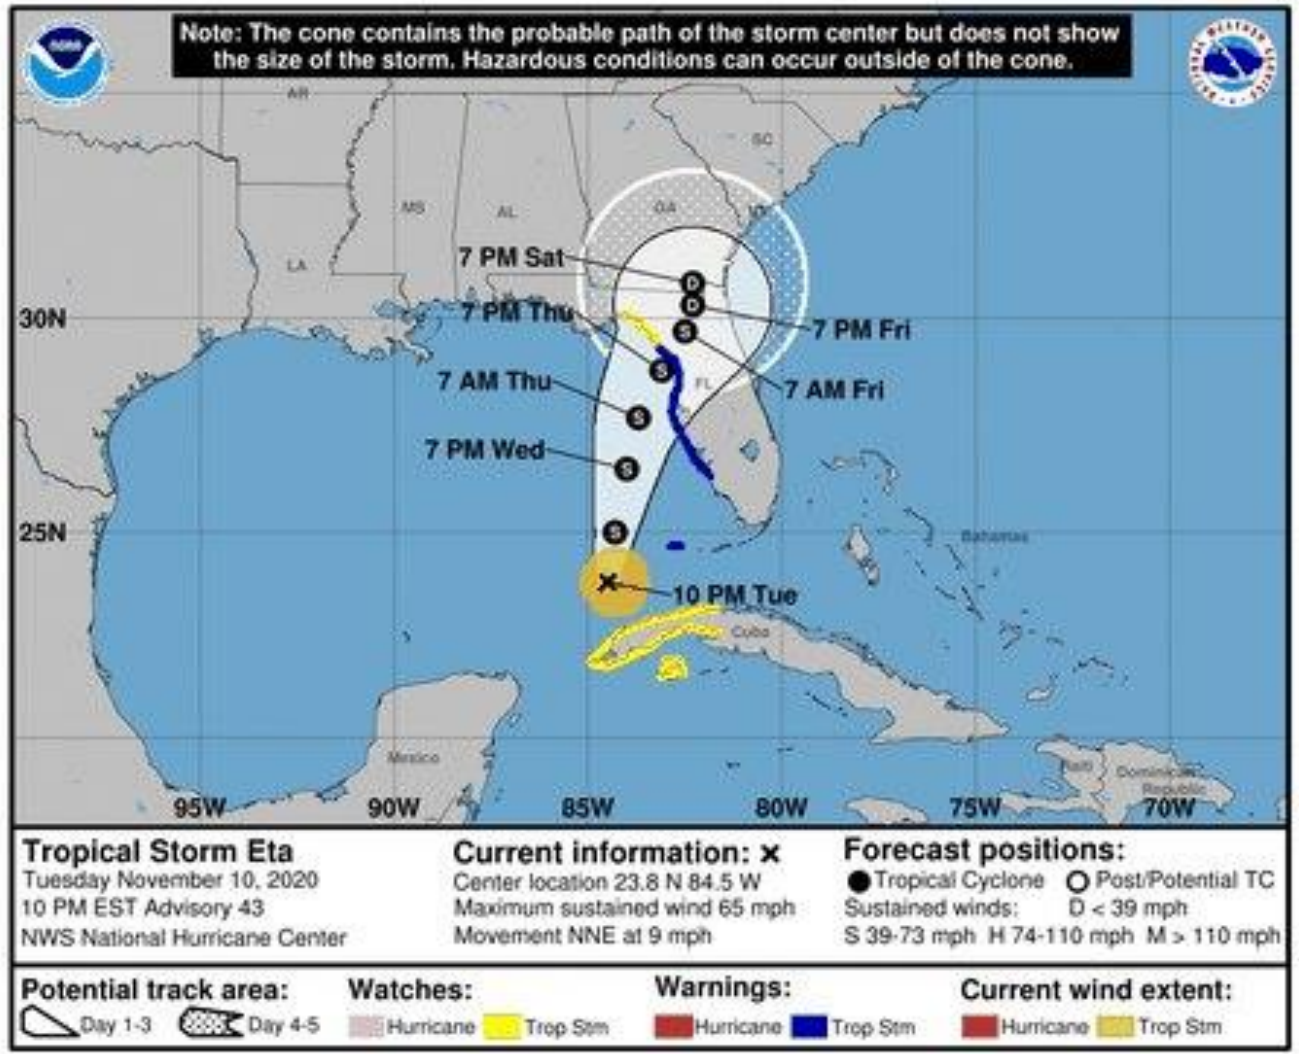 Note: The cone contains the probable path of the storm center but does not show
the size of the storm. Hazardous conditions can occur outside of the cone.
noaa
NATIONAL WEATHER SERVICE
AR
SC
MS
AL
GA
LA
7 PM Sat
30N
7 PM Thu
7 PM Fri
D
D
S
S
FL
7 AM Thu
7 AM Fri
S
7 PM Wed
S
25N
S
Bahamas
10 PM Tue
Cuba
Mexico
Haiti
Dominican
Republic
95W 90W 85W 80W 75W 70W
Tropical Storm Eta
Tuesday November 10, 2020
10 PM EST Advisory 43
NWS National Hurricane Center
Current information: x
Center location 23.8 N 84.5 W
Maximum sustained wind 65 mph
Movement NNE at 9 mph
Forecast positions:
Tropical Cyclone Post/Potential TC
Sustained winds: D < 39 mph
S 39-73 mph H 74-110 mph M > 110 mph
Potential track area:
Day 1-3 Day 4-5
Watches:
Hurricane Trop Stm
Warnings:
Hurricane Trop Stm
Current wind extent:
Hurricane Trop Stm